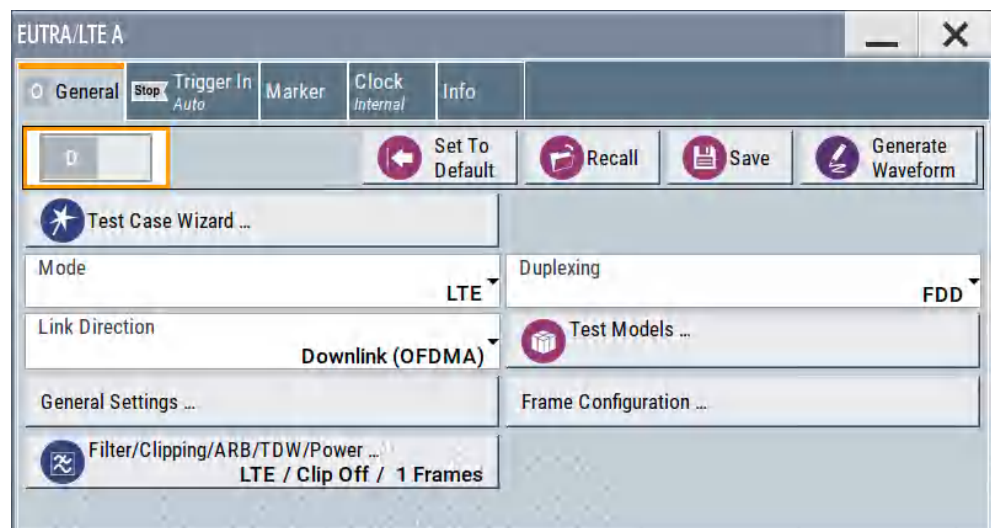 EUTRA/LTE A
O General Stop Trigger In Auto Marker Clock Internal Info
O
Set To Default Recall Save Generate Waveform
Test Case Wizard ...
Mode
LTE
Duplexing
FDD
Link Direction
Downlink (OFDMA)
Test Models ...
General Settings ...
Frame Configuration ...
Filter/Clipping/ARB/TDW/Power ...
LTE / Clip Off / 1 Frames